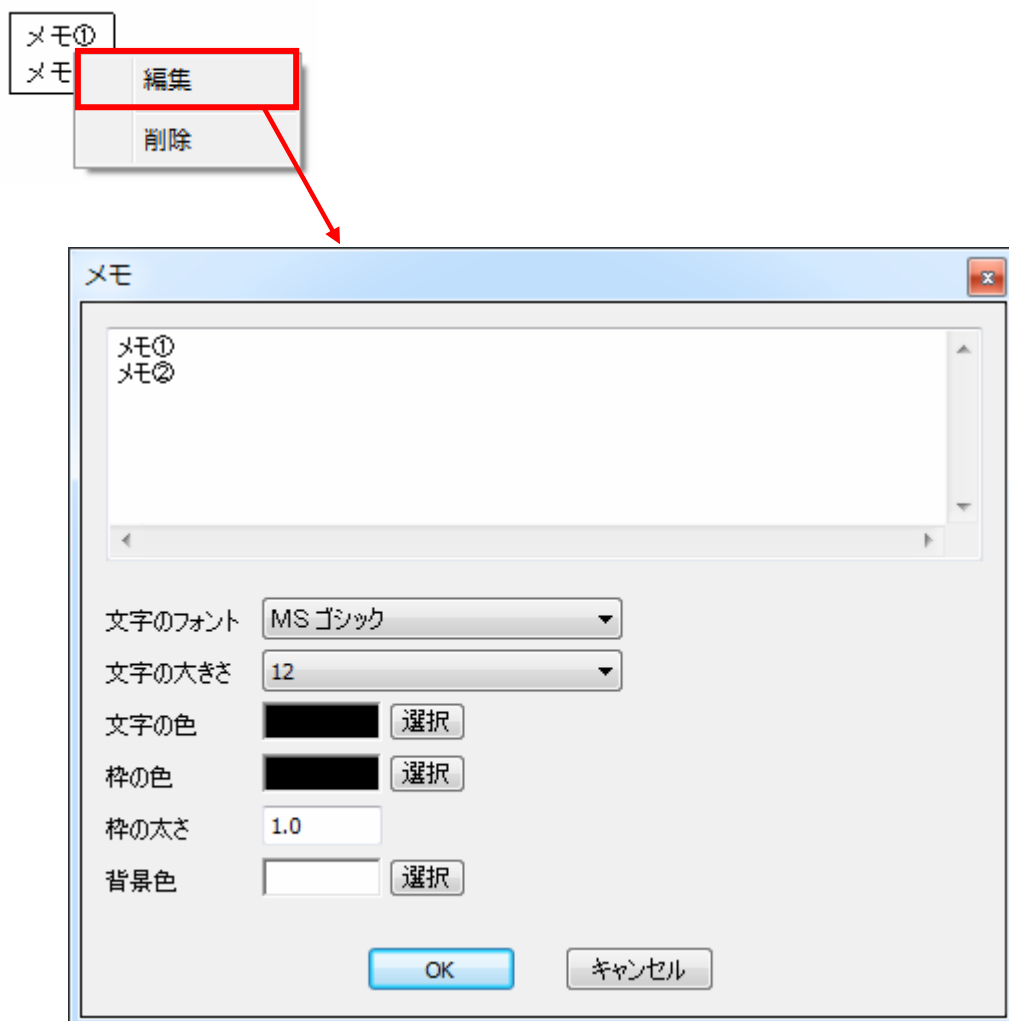 メモ①
メモ
編集
削除
メモ
メモ①
メモ②
文字のフォント MS ゴシック
文字の大きさ 12
文字の色 選択
枠の色 選択
枠の太さ 1.0
背景色 選択
OK キャンセル